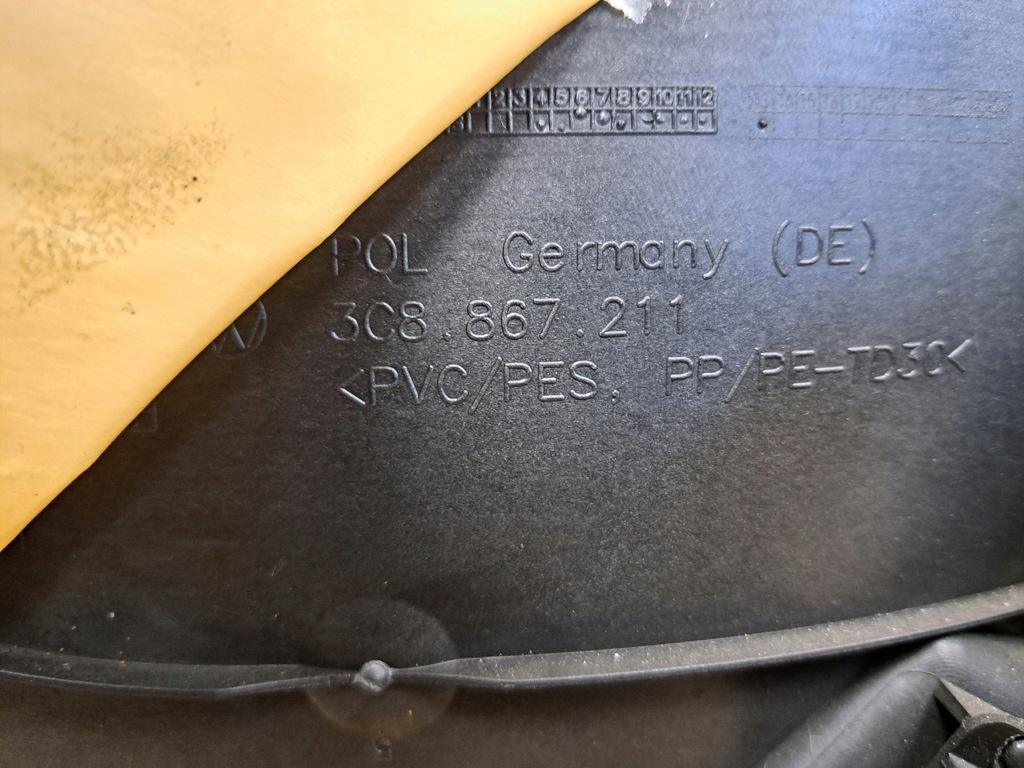 2 3 4 5 6 7 8 9 10 11 12
PQL Germany (DE)
3C8.867.211
<PVC/PES, PP/PE-TD30<